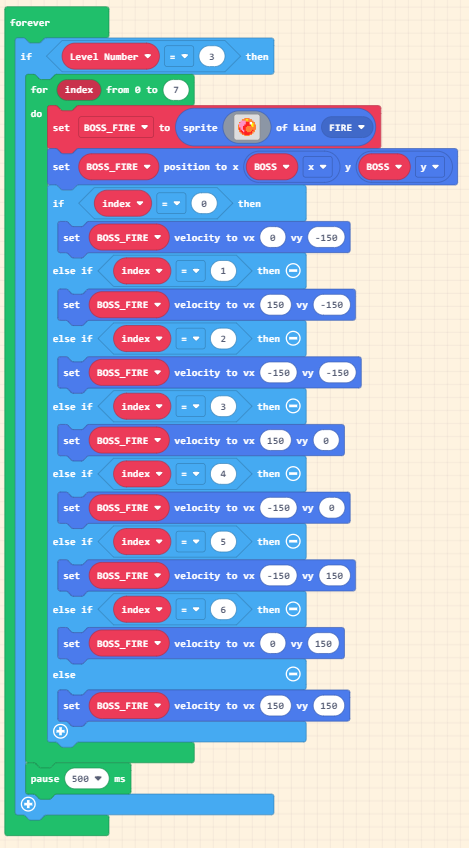 forever
if Level Number = 3 then
for index from 0 to 7
do
set BOSS_FIRE to sprite of kind FIRE
set BOSS_FIRE position to x BOSS x y BOSS y
if index = 0 then
set BOSS_FIRE velocity to vx 0 vy -150
else if index = 1 then
set BOSS_FIRE velocity to vx 150 vy -150
else if index = 2 then
set BOSS_FIRE velocity to vx -150 vy -150
else if index = 3 then
set BOSS_FIRE velocity to vx 150 vy 0
else if index = 4 then
set BOSS_FIRE velocity to vx -150 vy 0
else if index = 5 then
set BOSS_FIRE velocity to vx -150 vy 150
else if index = 6 then
set BOSS_FIRE velocity to vx 0 vy 150
else
set BOSS_FIRE velocity to vx 150 vy 150
pause 500 ms